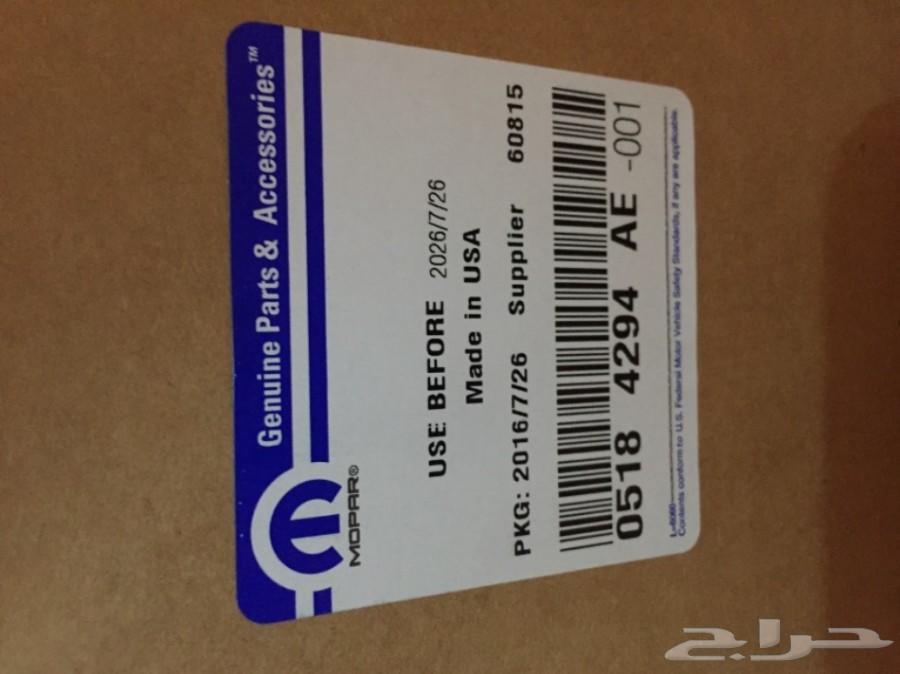 Genuine Parts & Accessories™
MOPAR®
USE BEFORE 2026/7/26
Made in USA
PKG: 2016/7/26 Supplier 60815
0518 4294 AE -001
L-6060
Contents conform to U.S. Federal Motor Vehicle Safety Standards, if any are applicable.
حراج